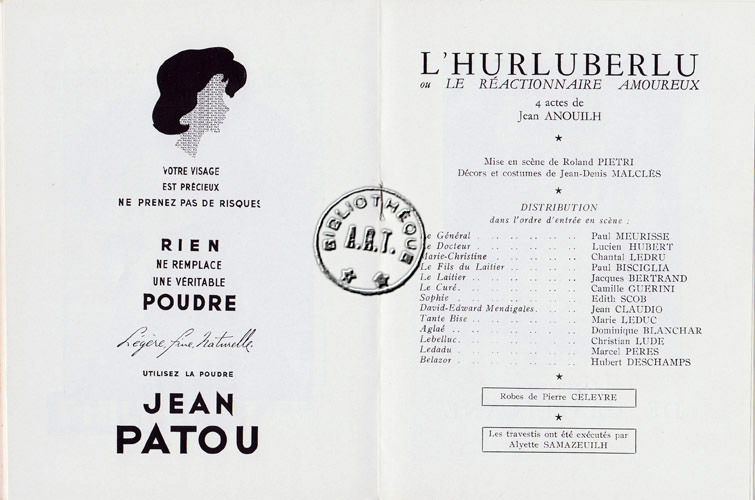 VOTRE VISAGE
EST PRÉCIEUX
NE PRENEZ PAS DE RISQUES
RIEN
NE REMPLACE
UNE VÉRITABLE
POUDRE
Légère, fine, Naturelle.
UTILISEZ LA POUDRE
JEAN
PATOU
BIBLIOTHÈQUE
A.R.T.
L'HURLUBERLU
ou LE RÉACTIONNAIRE AMOUREUX
4 actes de
Jean ANOUILH
Mise en scène de Roland PIETRI
Décors et costumes de Jean-Denis MALCLÈS
DISTRIBUTION
dans l'ordre d'entrée en scène :
Le Général . . . . . . . . Paul MEURISSE
Le Docteur . . . . . . . . Lucien HUBERT
Marie-Christine . . . . . . Chantal LEDRU
Le Fils du Laitier . . . . . . Paul BISCIGLIA
Le Laitier . . . . . . . . Jacques BERTRAND
Le Curé . . . . . . . . Camille GUERINI
Sophie . . . . . . . . Edith SCOB
David-Edward Mendigales . . . . Jean CLAUDIO
Tante Bise . . . . . . . . Marie LEDUC
Aglaé . . . . . . . . Dominique BLANCHAR
Lebelluc . . . . . . . . Christian LUDE
Ledadu . . . . . . . . Marcel PERES
Belazor . . . . . . . . Hubert DESCHAMPS
Robes de Pierre CELEYRE
Les travestis ont été exécutés par
Alyette SAMAZEUILH